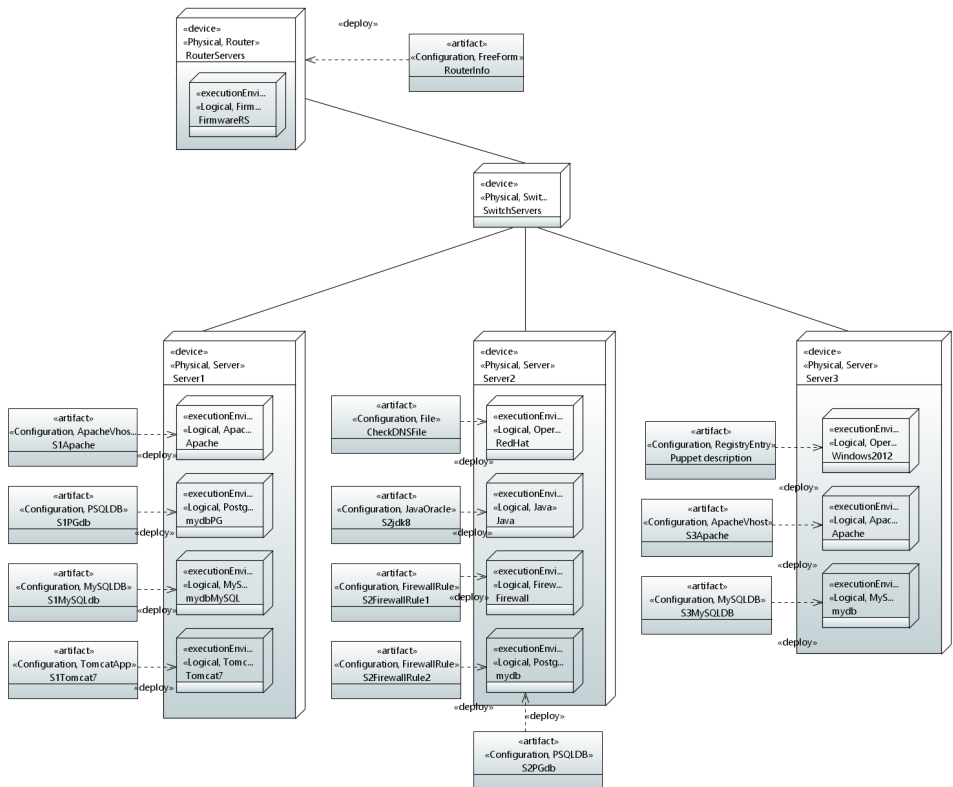 «deploy»
«device»
«Physical, Router»
RouterServers
«artifact»
«Configuration, FreeForm»
RouterInfo
«executionEnvi...
«Logical, Firm...
FirmwareRS
«device»
«Physical, Swit...
SwitchServers
«device»
«Physical, Server»
Server1
«artifact»
«Configuration, ApacheVhos...
S1Apache
«deploy»
«executionEnvi...
«Logical, Apac...
Apache
«artifact»
«Configuration, PSQLDB»
S1PGdb
«deploy»
«executionEnvi...
«Logical, Postg...
mydbPG
«artifact»
«Configuration, MySQLDB»
S1MySQLdb
«deploy»
«executionEnvi...
«Logical, MyS...
mydbMySQL
«artifact»
«Configuration, TomcatApp»
S1Tomcat7
«deploy»
«executionEnvi...
«Logical, Tomc...
Tomcat7
«device»
«Physical, Server»
Server2
«artifact»
«Configuration, File»
CheckDNSFile
«deploy»
«executionEnvi...
«Logical, Oper...
RedHat
«artifact»
«Configuration, JavaOracle»
S2jdk8
«deploy»
«executionEnvi...
«Logical, Java»
Java
«artifact»
«Configuration, FirewallRule»
S2FirewallRule1
«deploy»
«executionEnvi...
«Logical, Firew...
Firewall
«artifact»
«Configuration, FirewallRule»
S2FirewallRule2
«deploy»
«executionEnvi...
«Logical, Postg...
mydb
«deploy»
«artifact»
«Configuration, PSQLDB»
S2PGdb
«device»
«Physical, Server»
Server3
«artifact»
«Configuration, RegistryEntry»
Puppet description
«deploy»
«executionEnvi...
«Logical, Oper...
Windows2012
«artifact»
«Configuration, ApacheVhost»
S3Apache
«deploy»
«executionEnvi...
«Logical, Apac...
Apache
«artifact»
«Configuration, MySQLDB»
S3MySQLDB
«deploy»
«executionEnvi...
«Logical, MyS...
mydb